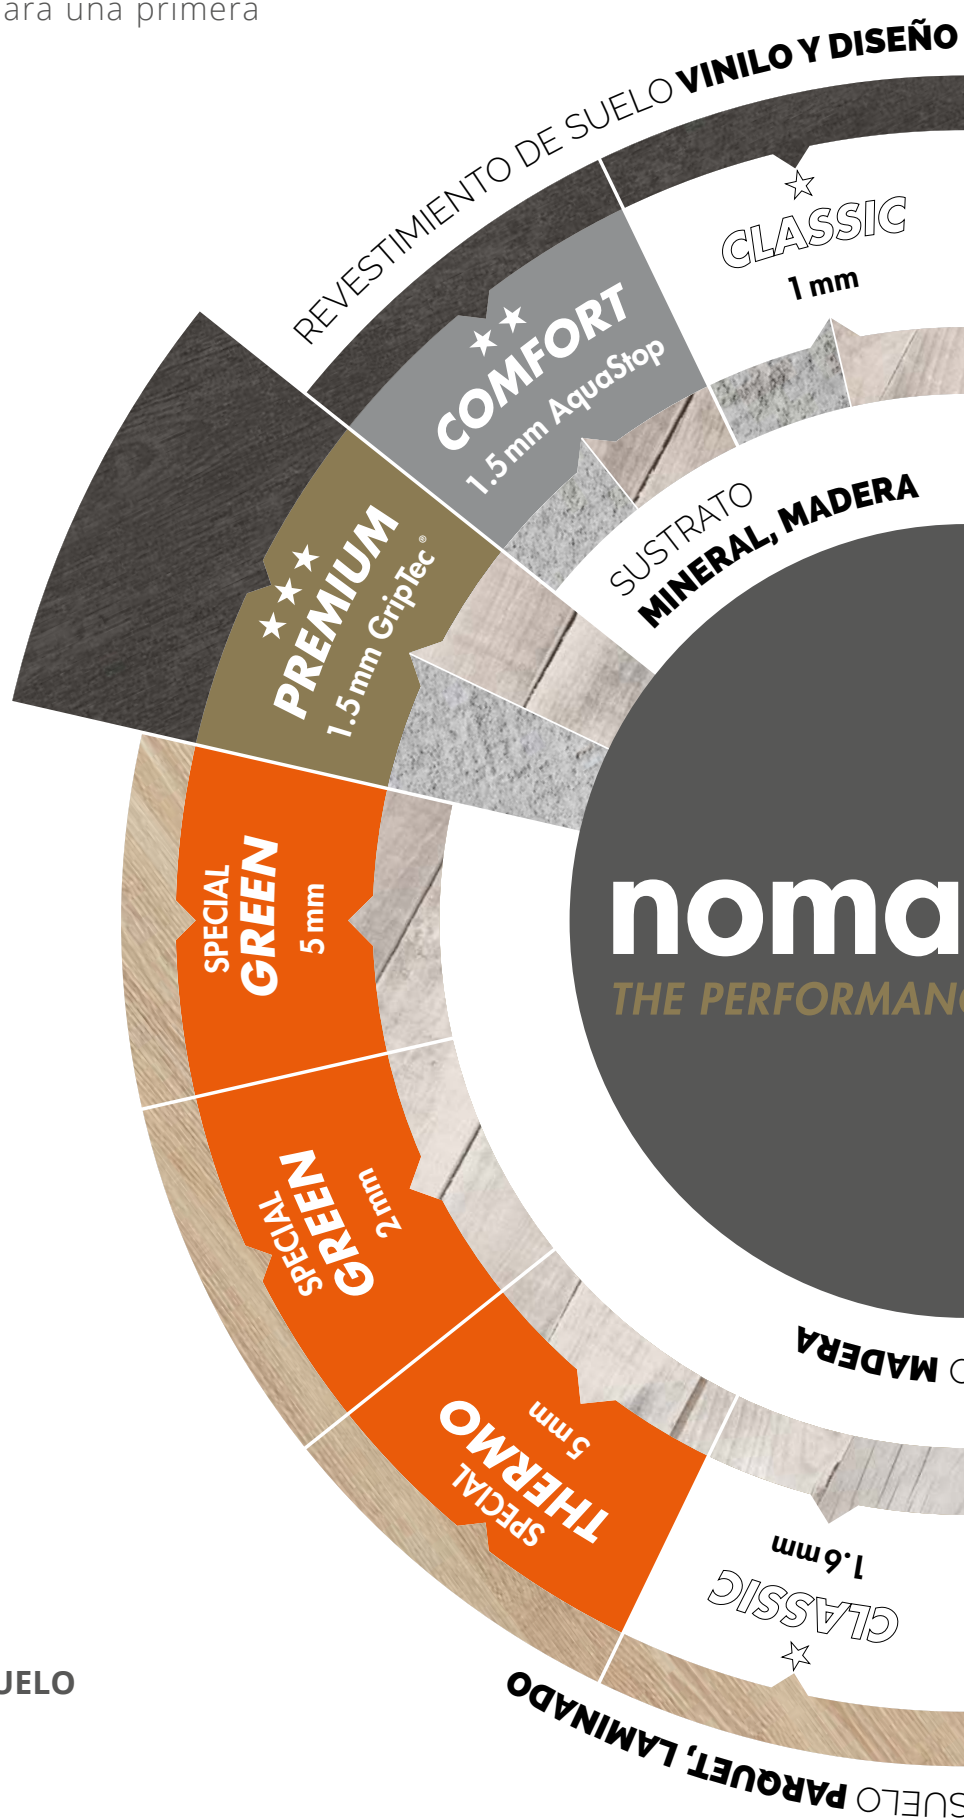 ara una primera
REVESTIMIENTO DE SUELO VINILO Y DISEÑO
CLASSIC
1 mm
COMFORT
1.5 mm AquaStop
PREMIUM
1.5 mm GripTec®
SUSTRATO
MINERAL, MADERA
SPECIAL
GREEN
5 mm
noma
THE PERFORMANC
SPECIAL
GREEN
2 mm
SPECIAL
THERMO
5 mm
O MADERA
CLASSIC
1.6 mm
UELO
SUELO PARQUET, LAMINADO